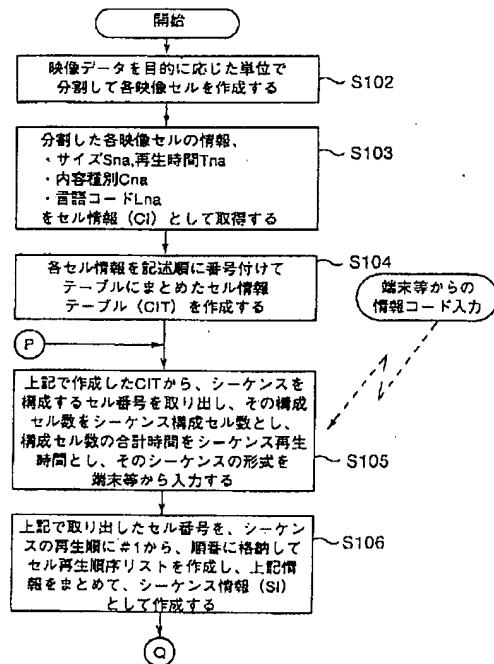 開始
映像データを目的に応じた単位で
分割して各映像セルを作成する
S102
分割した各映像セルの情報、
・サイズSna,再生時間Tna
・内容種別Cna
・言語コードLna
をセル情報（CI）として取得する
S103
各セル情報を記述順に番号付けて
テーブルにまとめたセル情報
テーブル（CIT）を作成する
S104
端末等からの
情報コード入力
P
上記で作成したCITから、シーケンスを
構成するセル番号を取り出し、その構成
セル数をシーケンス構成セル数とし、
構成セル数の合計時間をシーケンス再生
時間とし、そのシーケンスの形式を
端末等から入力する
S105
上記で取り出したセル番号を、シーケン
スの再生順に#1から、順番に格納して
セル再生順序リストを作成し、上記情
報をまとめて、シーケンス情報（SI）
として作成する
S106
Q